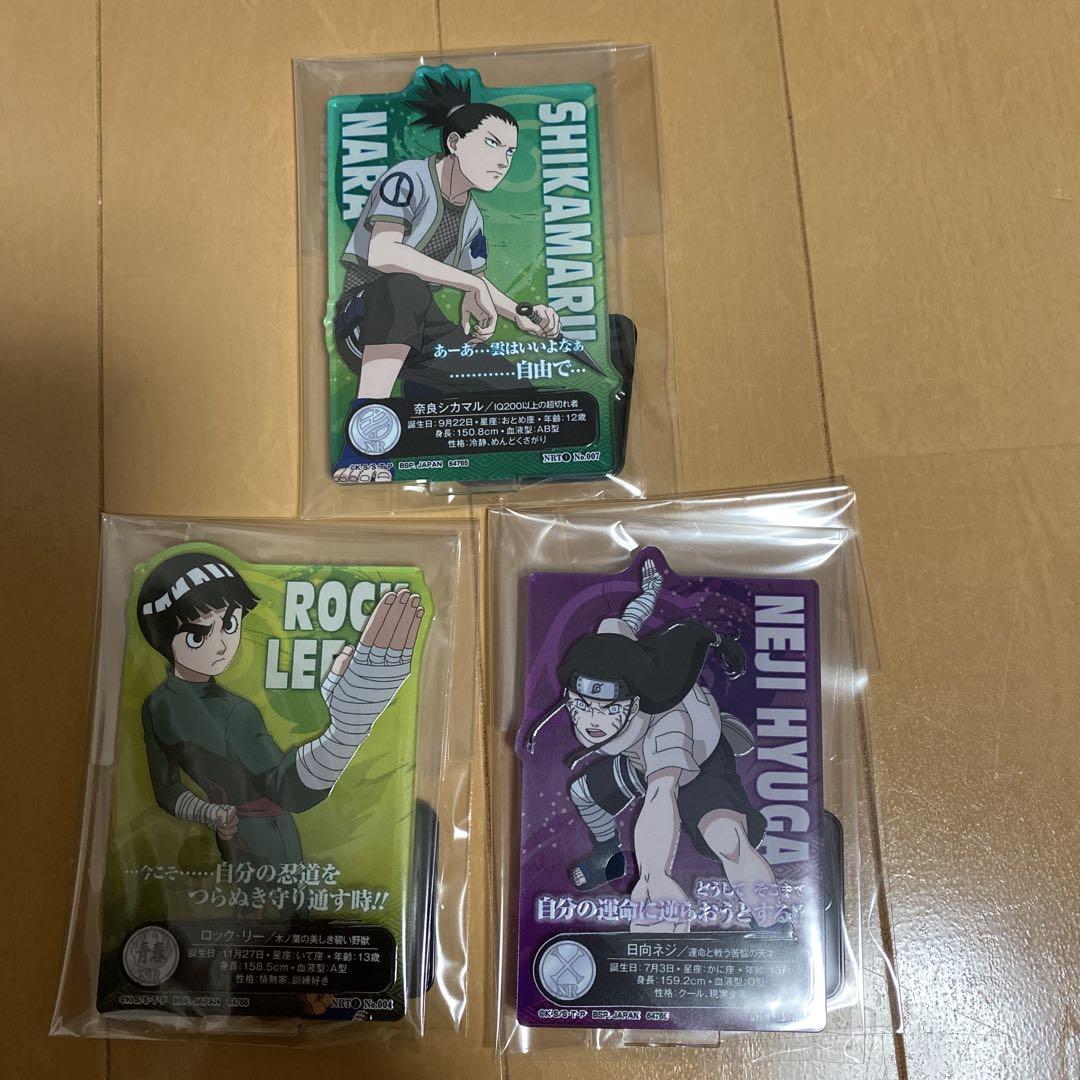 NARA
SHIKAMARU
あーあ…雲はいいよなぁ
…………自由で…
奈良シカマル/IQ200以上の超切れ者
誕生日:9月22日・星座:おとめ座・年齢:12歳
身長:150.8cm・血液型:AB型
性格:冷静、めんどくさがり
NR
©K・S/S・T・P BSP, JAPAN 64765
NRT① No.007
ROCK
LEE
…今こそ……自分の忍道を
つらぬき守り通す時!!
ロック・リー/木ノ葉の美しき碧い野獣
誕生日:11月27日・星座:いて座・年齢:13歳
身長:158.5cm・血液型:A型
性格:情熱家、訓練好き
青春
NR
©K・S/S・T・P BSP, JAPAN 64765
NRT① No.004
NEJI HYUGA
どうして そこまで
自分の運命に逆らおうとする!?
日向ネジ/運命と戦う苦悩の天才
誕生日:7月3日・星座:かに座・年齢:13
身長:159.2cm・血液型:O型
性格:クール、現実主
NR
©K・S/S・T・P BSP, JAPAN 64765